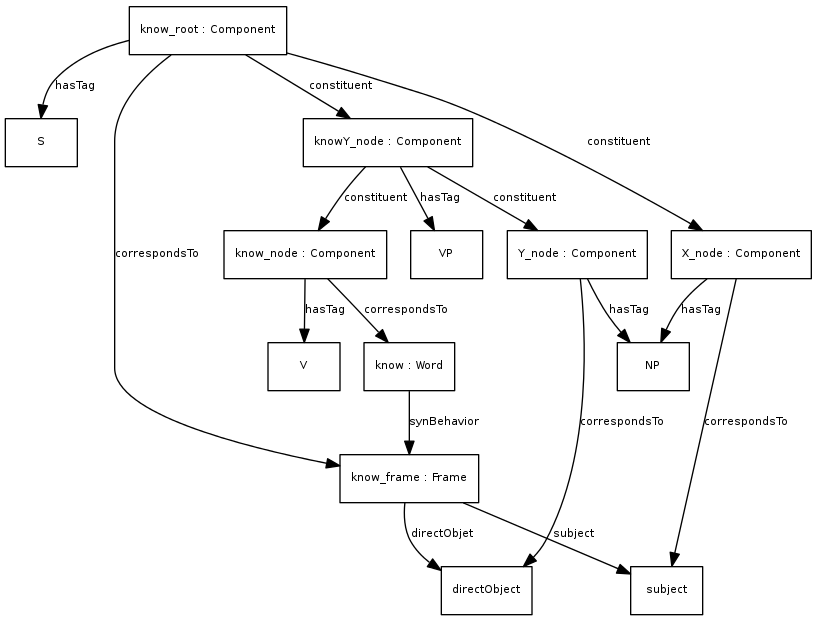 know_root : Component
hasTag
constituent
S
knowY_node : Component
constituent
constituent
hasTag
constituent
correspondsTo
know_node : Component
VP
Y_node : Component
X_node : Component
hasTag
correspondsTo
hasTag
hasTag
V
know : Word
NP
synBehavior
correspondsTo
correspondsTo
know_frame : Frame
directObjet
subject
directObject
subject